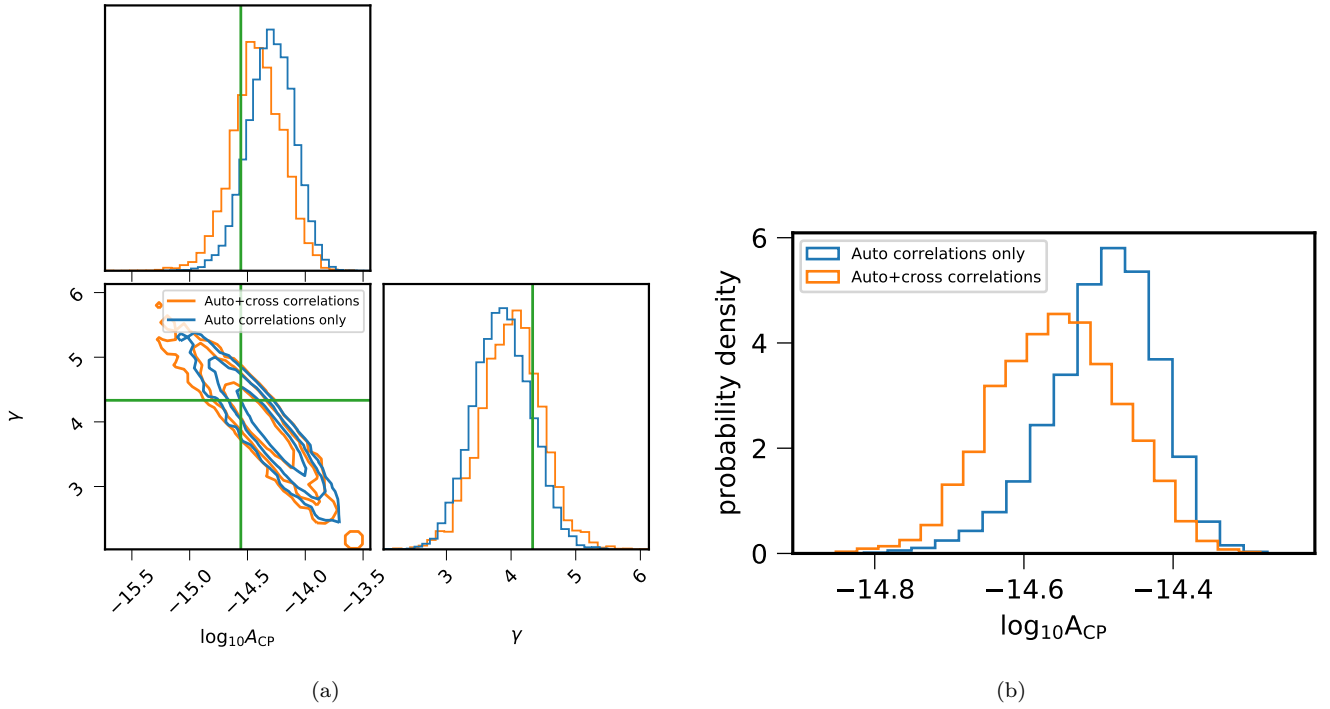 6
5
4
3
γ
Auto+cross correlations
Auto correlations only
−15.5
−15.0
−14.5
−14.0
−13.5
log₁₀A_CP
3
4
5
6
γ
(a)
6
4
2
0
probability density
Auto correlations only
Auto+cross correlations
−14.8
−14.6
−14.4
log₁₀A_CP
(b)